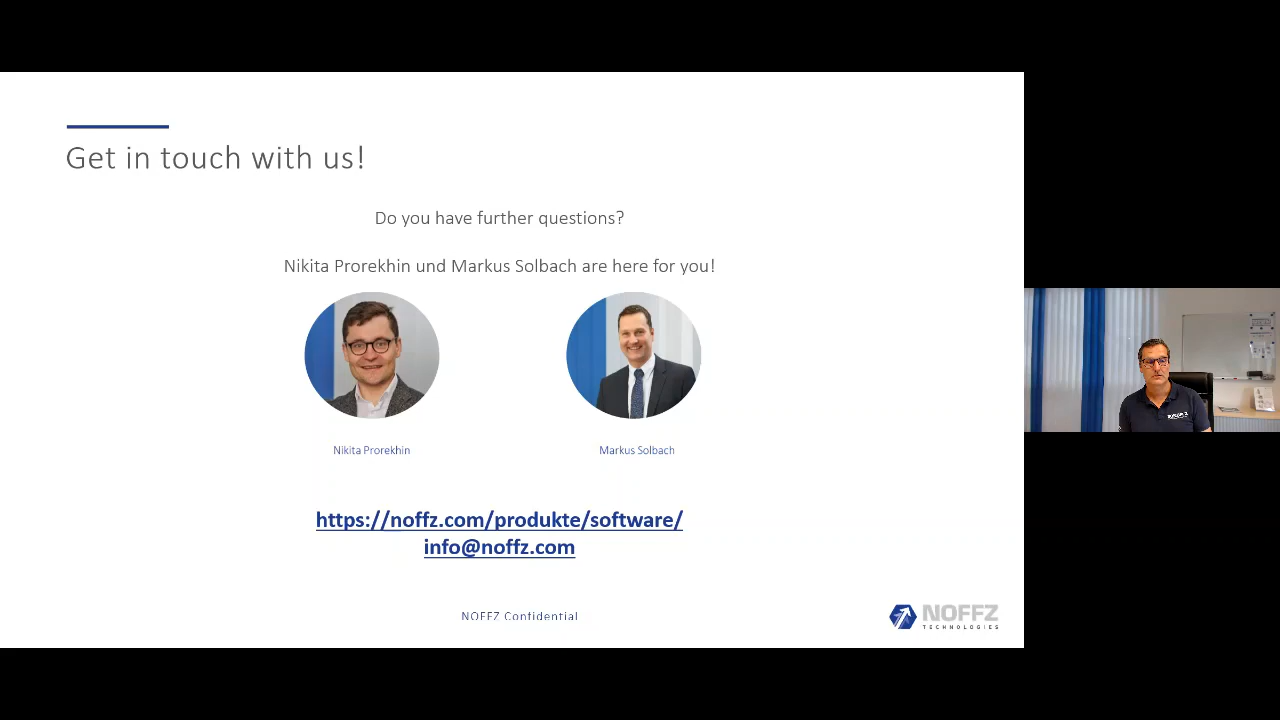 Get in touch with us!
Do you have further questions?
Nikita Prorekhin und Markus Solbach are here for you!
Nikita Prorekhin
Markus Solbach
https://noffz.com/produkte/software/
info@noffz.com
NOFFZ Confidential
NOFFZ
TECHNOLOGIES